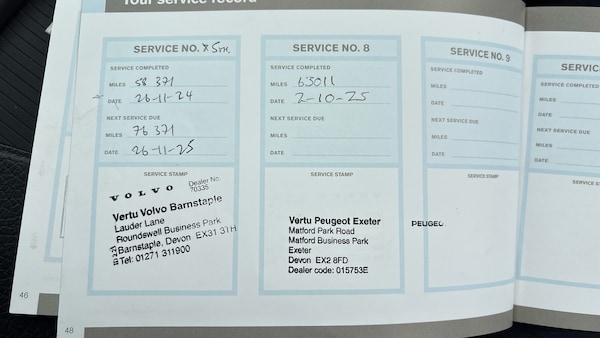 Your service record
SERVICE NO. 5TH.
SERVICE COMPLETED
MILES 58 371
DATE 26-11-24
NEXT SERVICE DUE
MILES 76 371
DATE 26-11-25
SERVICE STAMP
VOLVO Dealer No. 70335
Vertu Volvo Barnstaple
Lauder Lane
Roundswell Business Park
Barnstaple, Devon EX31 3TH
Tel: 01271 311900
46
SERVICE NO. 8
SERVICE COMPLETED
MILES 63011
DATE 2-10-25
NEXT SERVICE DUE
MILES
DATE
SERVICE STAMP
Vertu Peugeot Exeter
Matford Park Road
Matford Business Park
Exeter
Devon EX2 8FD
Dealer code: 015753E
48
SERVICE NO. 9
SERVICE COMPLETED
MILES
DATE
NEXT SERVICE DUE
MILES
DATE
SERVICE STAMP
PEUGEO
SERVIC
SERVICE COMPLETED
MILES
DATE
NEXT SERVICE DUE
MILES
DATE
SERVICE ST